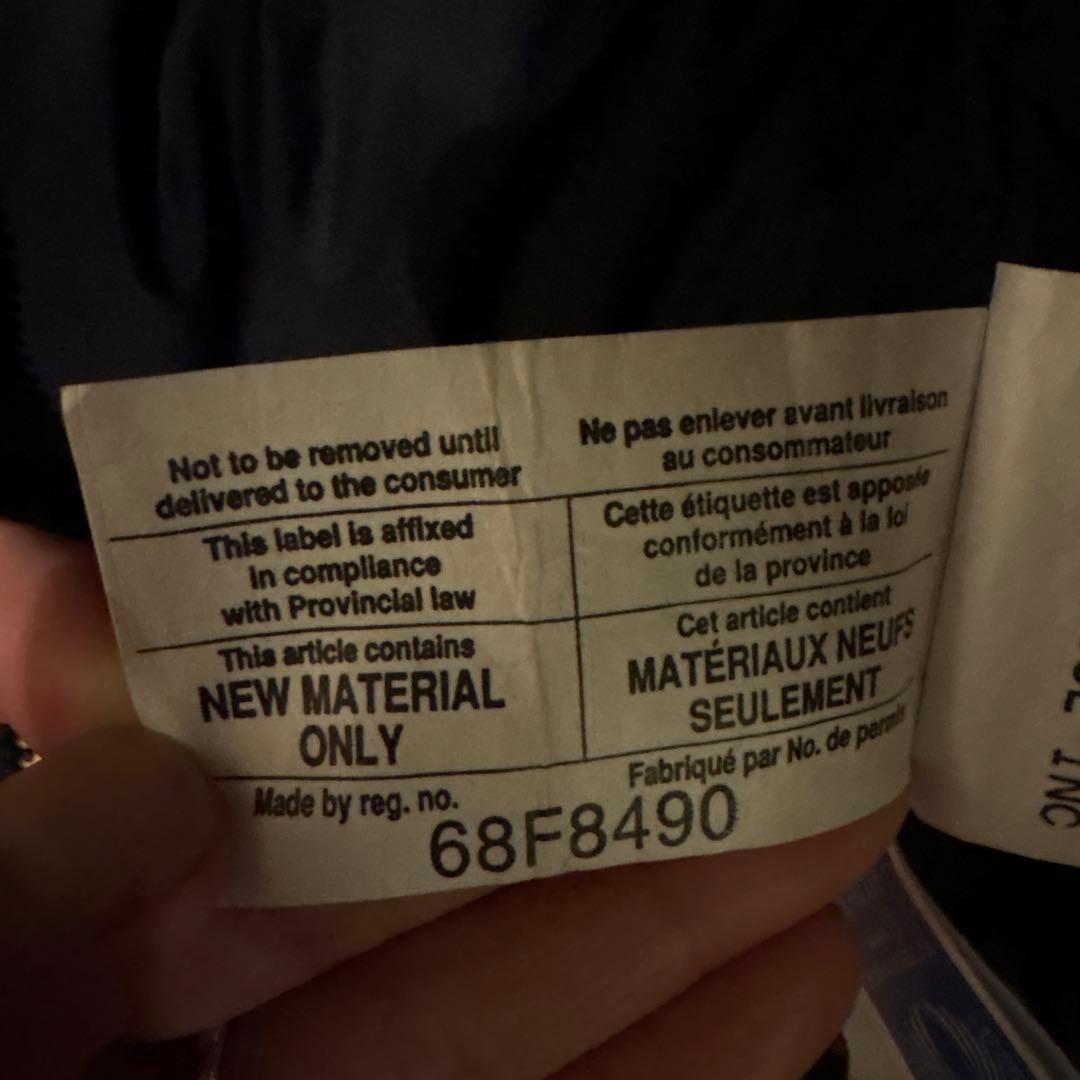 Not to be removed until
delivered to the consumer
Ne pas enlever avant livraison
au consommateur
This label is affixed
in compliance
with Provincial law
Cette étiquette est apposée
conformément à la loi
de la province
This article contains
NEW MATERIAL
ONLY
Cet article contient
MATÉRIAUX NEUFS
SEULEMENT
Made by reg. no.
Fabriqué par No. de permis
68F8490
INC